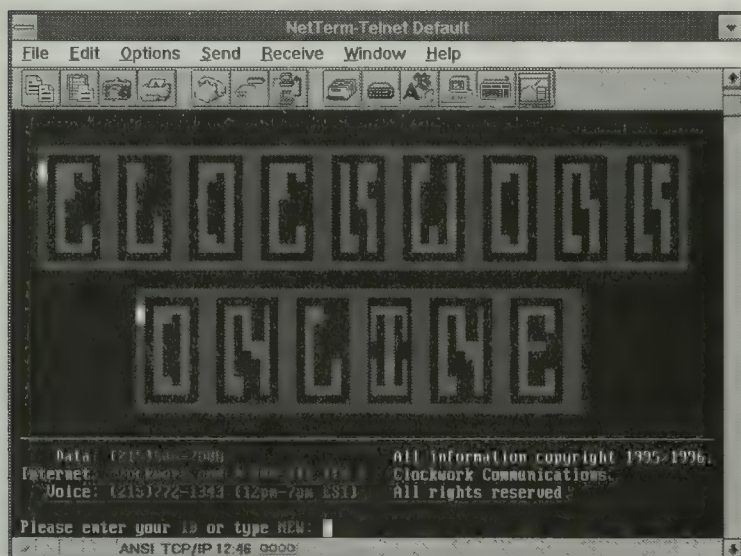 NetTerm-Telnet Default
File Edit Options Send Receive Window Help
CLOCKWORK
ONLINE
Data: (215)
All information copyright 1995-1996,
Internet:
Clockwork Communications.
Voice: (215)772-1343 (12pm-7pm EST)
All rights reserved.
Please enter your ID or type NEW:
ANSI TCP/IP 12:46